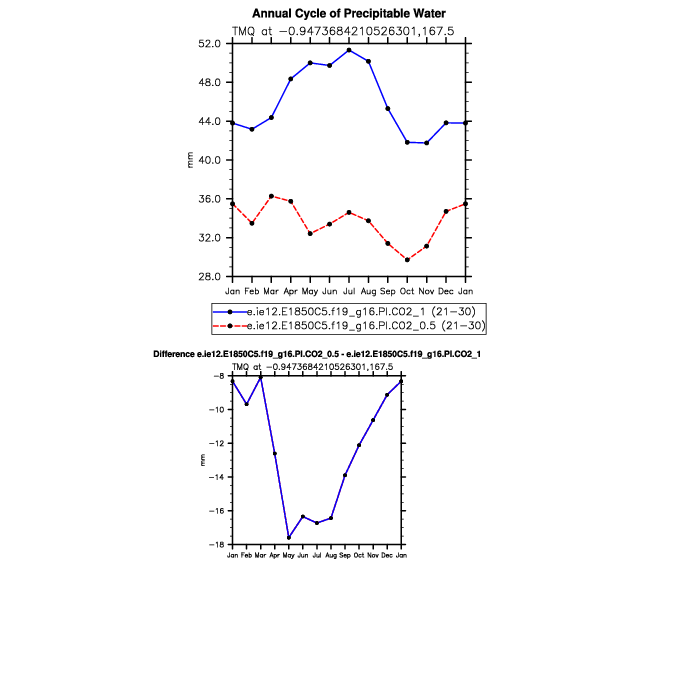 Annual Cycle of Precipitable Water
TMQ at −0.9473684210526301,167.5
52.0
48.0
44.0
40.0
36.0
32.0
28.0
mm
Jan Feb Mar Apr May Jun Jul Aug Sep Oct Nov Dec Jan
e.ie12.E1850C5.f19_g16.PI.CO2_1 (21−30)
e.ie12.E1850C5.f19_g16.PI.CO2_0.5 (21−30)
Difference e.ie12.E1850C5.f19_g16.PI.CO2_0.5 - e.ie12.E1850C5.f19_g16.PI.CO2_1
TMQ at −0.9473684210526301,167.5
−8
−10
−12
−14
−16
−18
mm
Jan Feb Mar Apr May Jun Jul Aug Sep Oct Nov Dec Jan